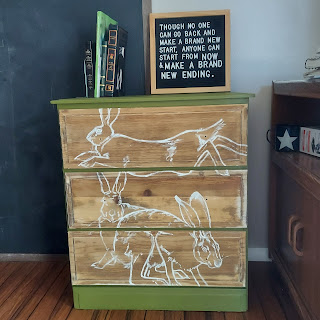 THOUGH NO ONE
CAN GO BACK AND
MAKE A BRAND NEW
START, ANYONE CAN
START FROM NOW
& MAKE A BRAND
NEW ENDING.